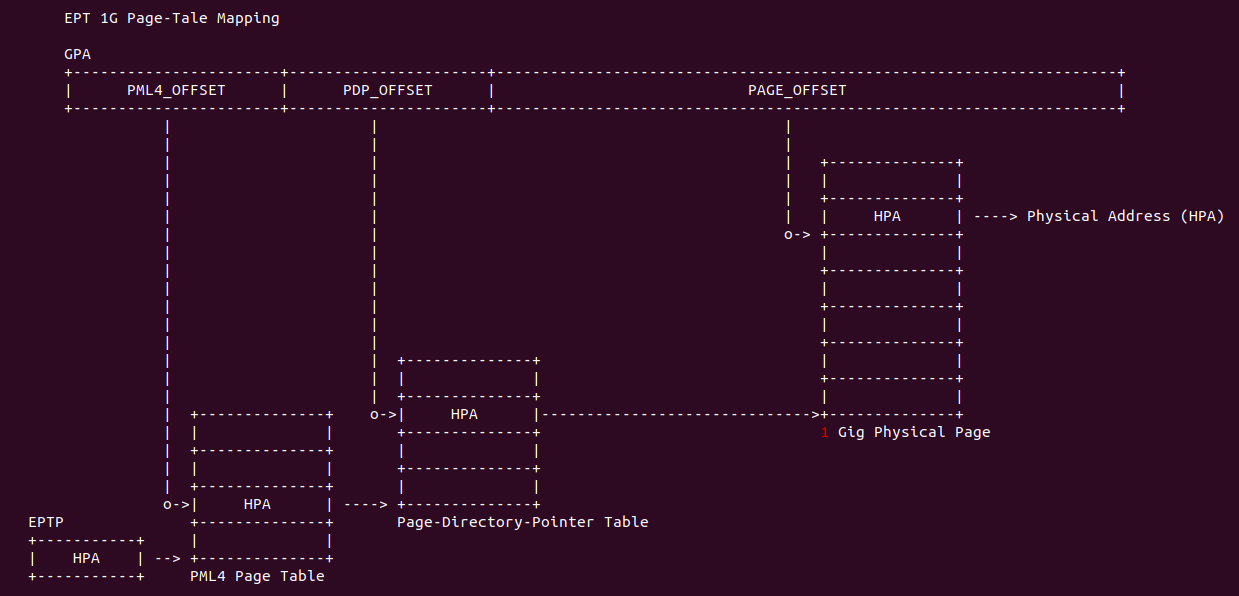 EPT 1G Page-Tale Mapping
GPA
PML4_OFFSET PDP_OFFSET PAGE_OFFSET
HPA ----> Physical Address (HPA)
o->
o->| HPA
1 Gig Physical Page
o->| HPA ---->
EPTP Page-Directory-Pointer Table
HPA -->
PML4 Page Table